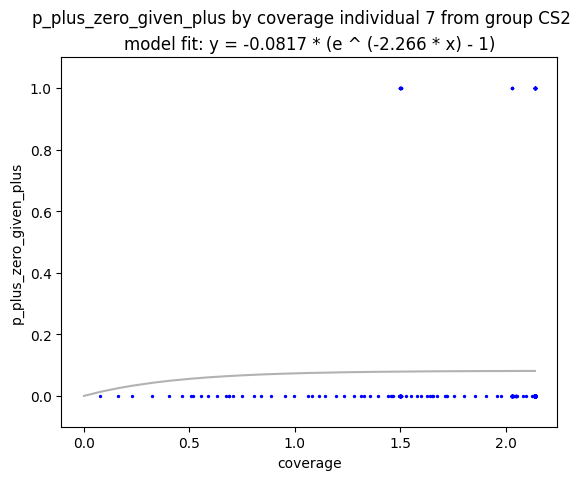 p_plus_zero_given_plus by coverage individual 7 from group CS2
model fit: y = -0.0817 * (e ^ (-2.266 * x) - 1)
1.0
0.8
0.6
0.4
0.2
0.0
p_plus_zero_given_plus
0.0 0.5 1.0 1.5 2.0
coverage